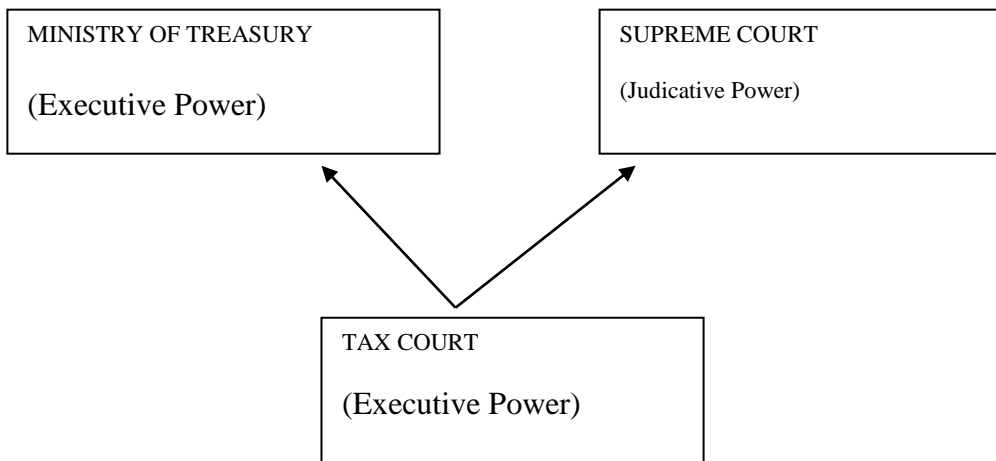 MINISTRY OF TREASURY
(Executive Power)
SUPREME COURT
(Judicative Power)
TAX COURT
(Executive Power)